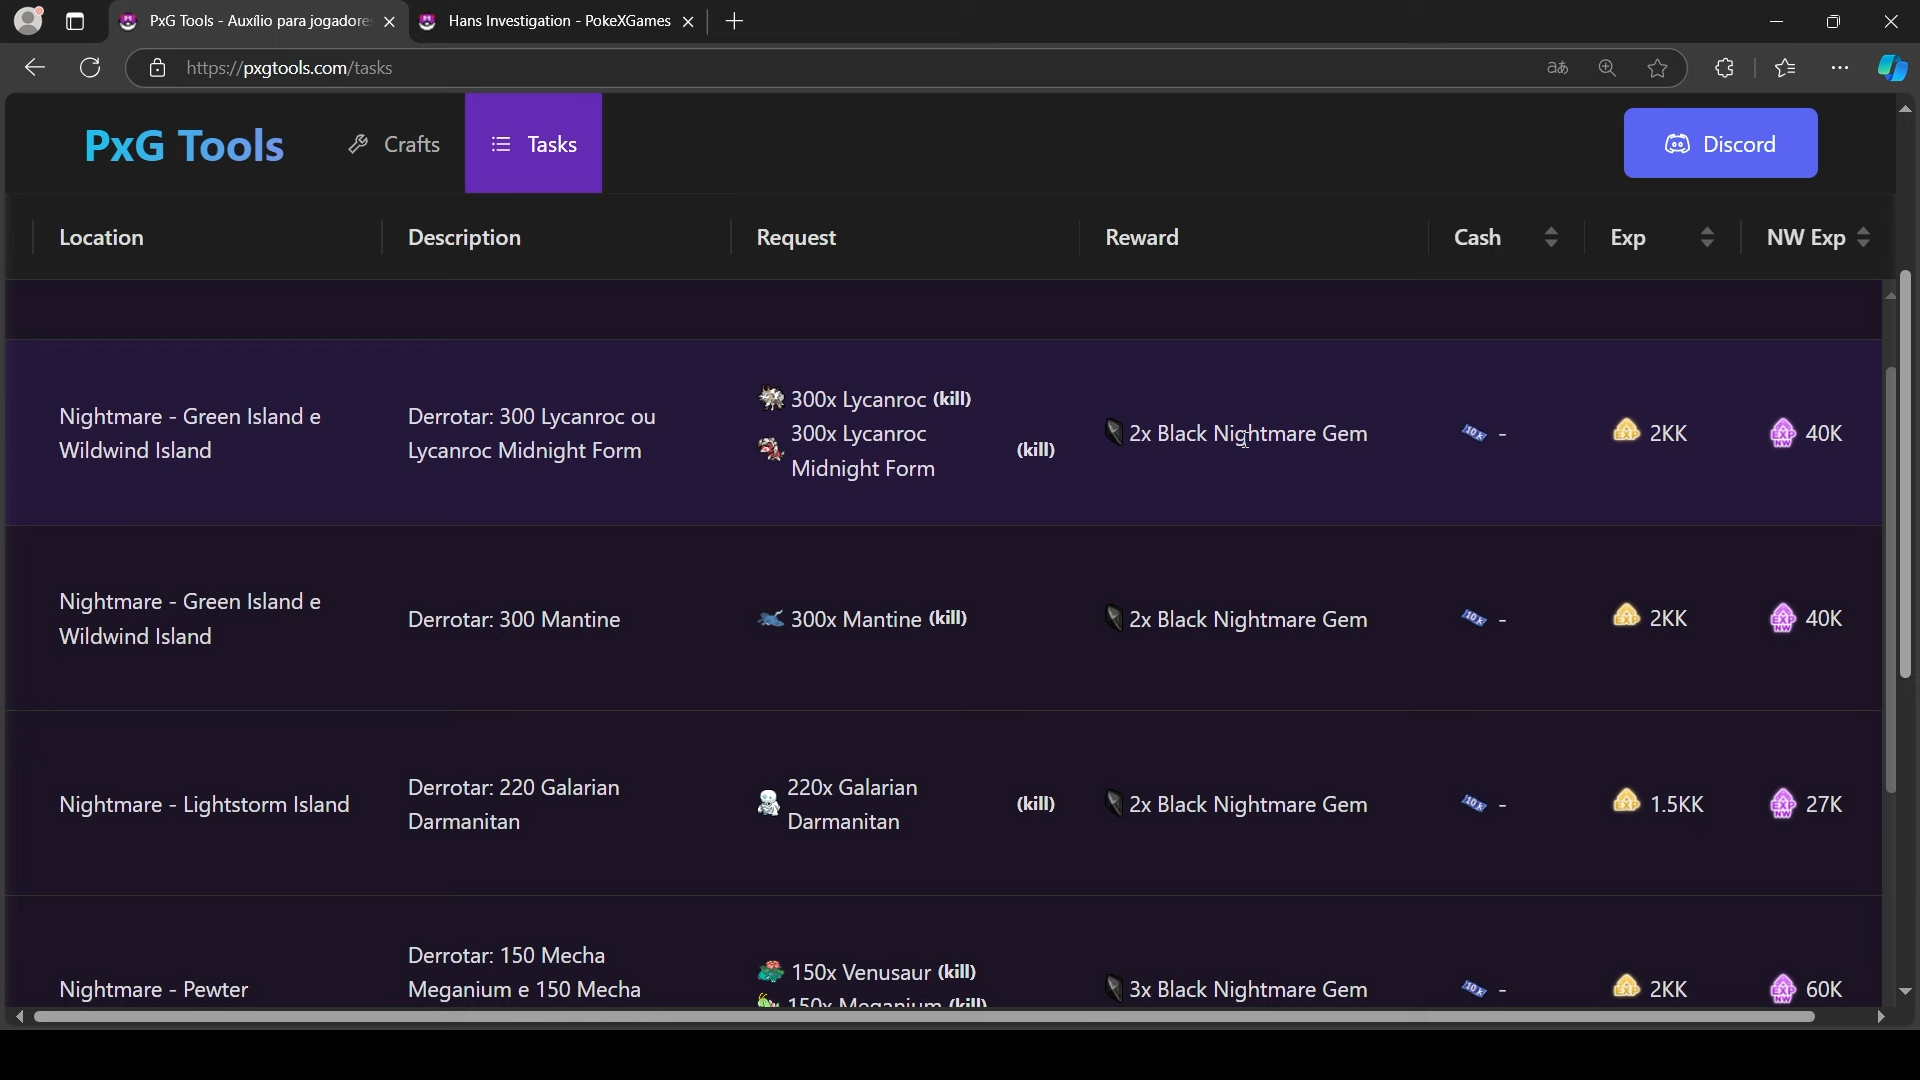 PxG Tools - Auxílio para jogadore
Hans Investigation - PokeXGames
https://pxgtools.com/tasks
PxG Tools
Crafts
Tasks
Discord
Location
Description
Request
Reward
Cash
Exp
NW Exp
Nightmare - Green Island e
Wildwind Island
Derrotar: 300 Lycanroc ou
Lycanroc Midnight Form
300x Lycanroc (kill)
300x Lycanroc
Midnight Form
(kill)
2x Black Nightmare Gem
-
2KK
40K
Nightmare - Green Island e
Wildwind Island
Derrotar: 300 Mantine
300x Mantine (kill)
2x Black Nightmare Gem
-
2KK
40K
Nightmare - Lightstorm Island
Derrotar: 220 Galarian
Darmanitan
220x Galarian
Darmanitan
(kill)
2x Black Nightmare Gem
-
1.5KK
27K
Nightmare - Pewter
Derrotar: 150 Mecha
Meganium e 150 Mecha
150x Venusaur (kill)
150x Meganium (kill)
3x Black Nightmare Gem
-
2KK
60K